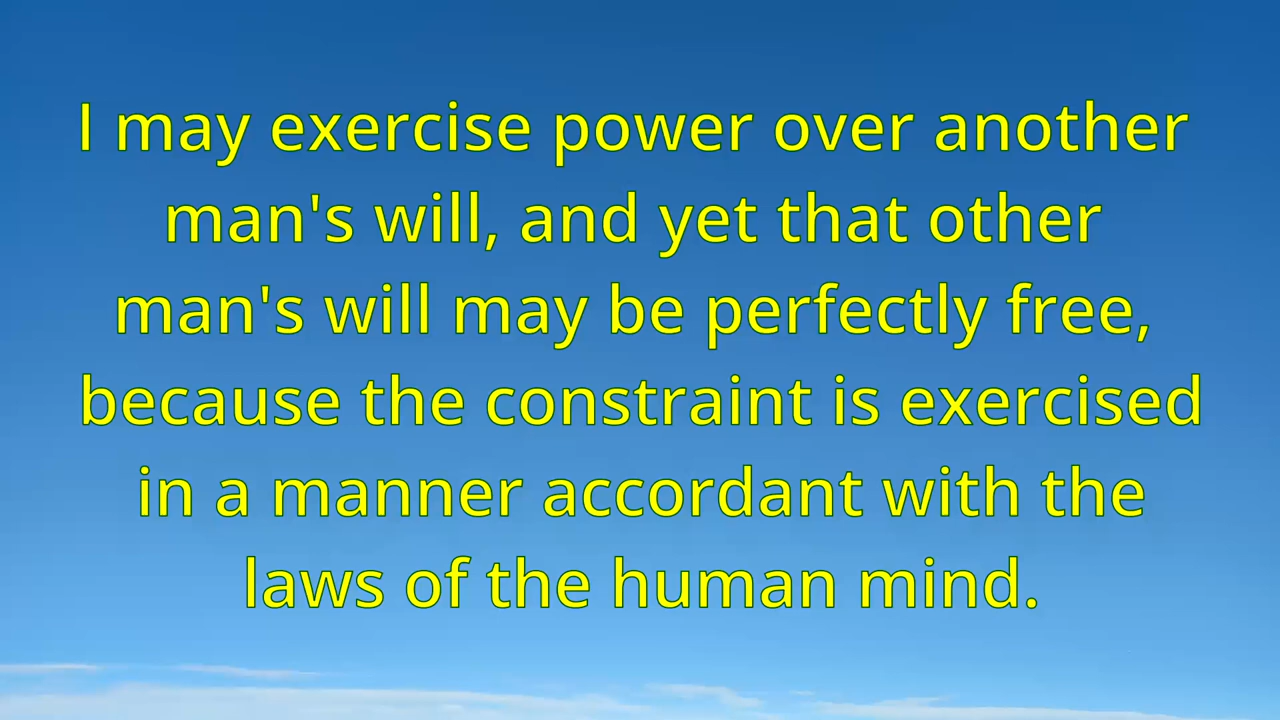 I may exercise power over another
man's will, and yet that other
man's will may be perfectly free,
because the constraint is exercised
in a manner accordant with the
laws of the human mind.